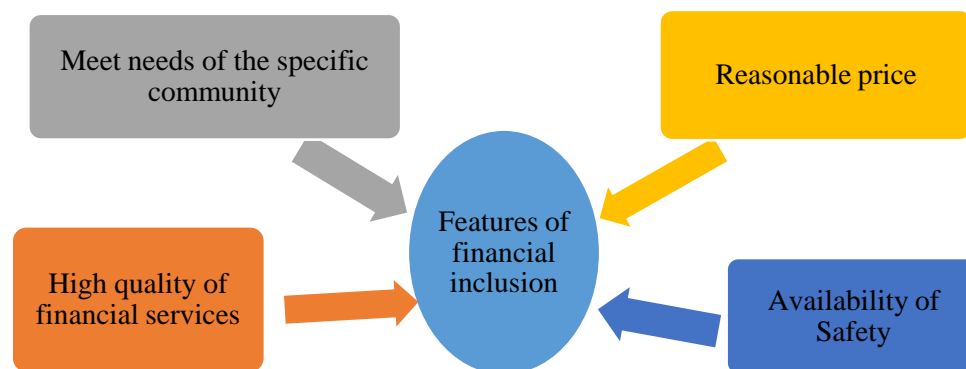 Meet needs of the specific
community
Reasonable price
Features of
financial
inclusion
High quality of
financial services
Availability of
Safety